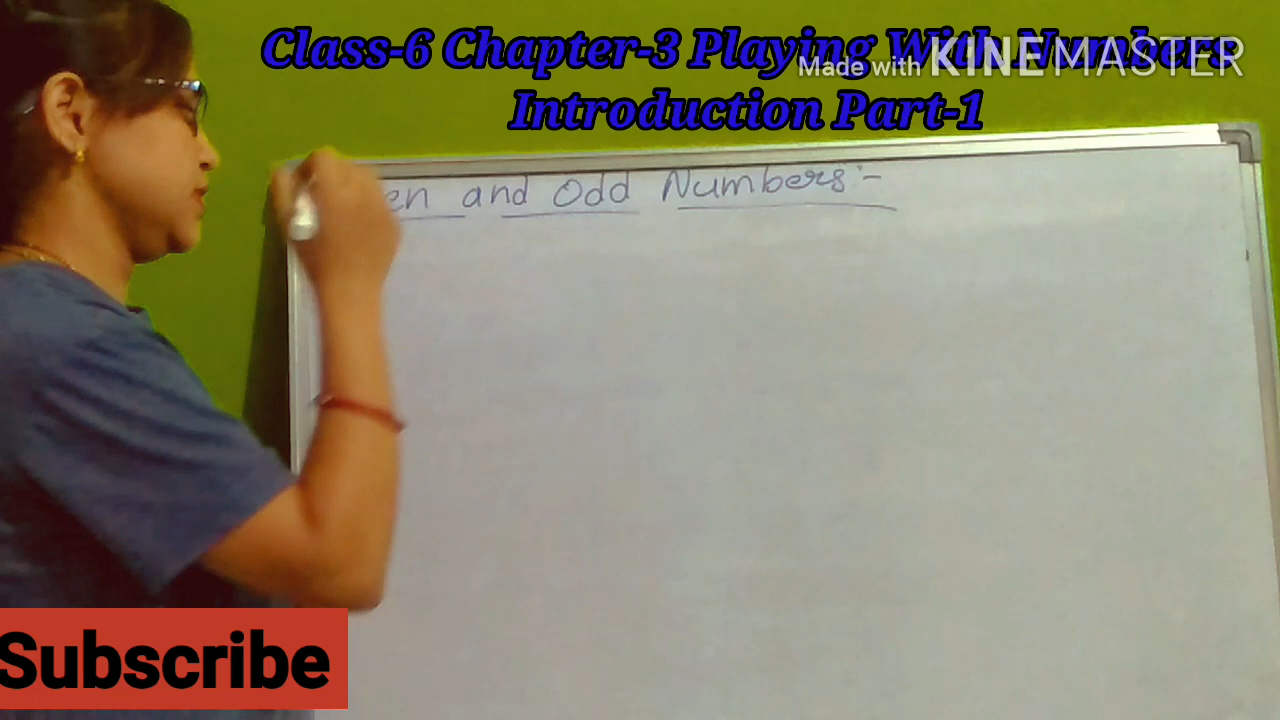 Class-6 Chapter-3 Playing With Numbers
Made with KINEMASTER
Introduction Part-1
en and Odd Numbers:-
Subscribe